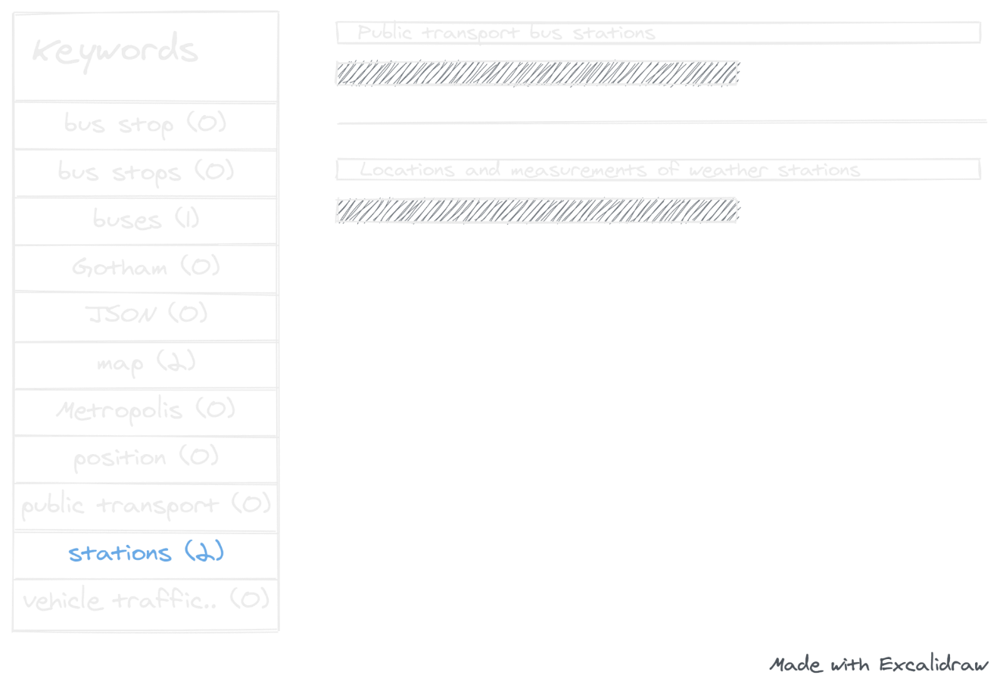 Keywords
bus stop (0)
bus stops (0)
buses (1)
Gotham (0)
JSON (0)
map (2)
Metropolis (0)
position (0)
public transport (0)
stations (2)
vehicle traffic.. (0)
Public transport bus stations
Locations and measurements of weather stations
Made with Excalidraw